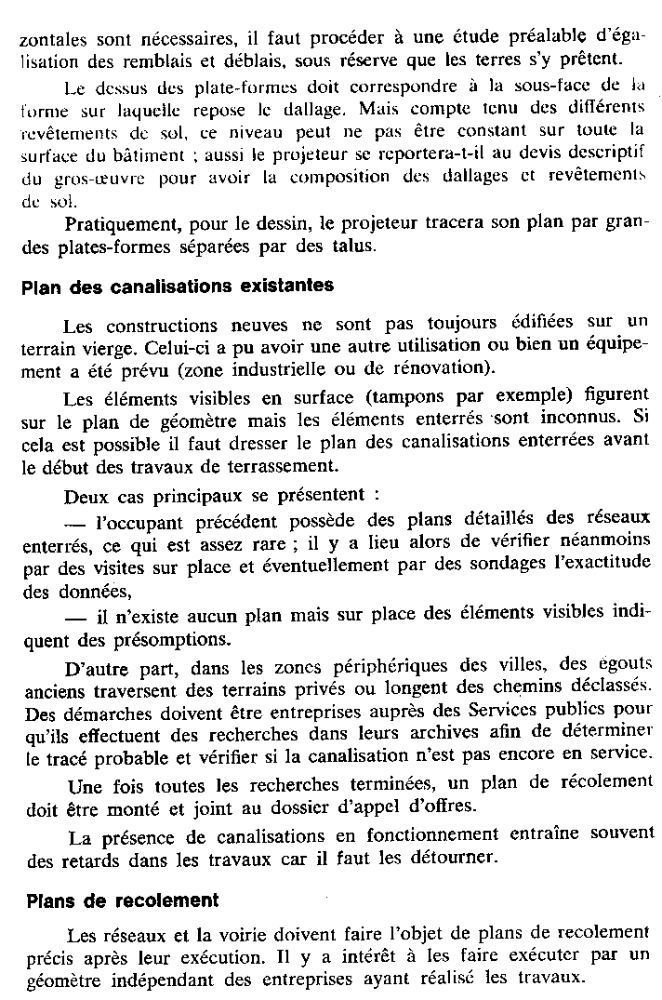 zontales sont nécessaires, il faut procéder à une étude préalable d'éga-
lisation des remblais et déblais, sous réserve que les terres s'y prêtent.
Le dessus des plate-formes doit correspondre à la sous-face de la
forme sur laquelle repose le dallage. Mais compte tenu des différents
revêtements de sol, ce niveau peut ne pas être constant sur toute la
surface du bâtiment ; aussi le projeteur se reportera-t-il au devis descriptif
du gros-œuvre pour avoir la composition des dallages et revêtements
de sol.
Pratiquement, pour le dessin, le projeteur tracera son plan par gran-
des plates-formes séparées par des talus.
Plan des canalisations existantes
Les constructions neuves ne sont pas toujours édifiées sur un
terrain vierge. Celui-ci a pu avoir une autre utilisation ou bien un équipe-
ment a été prévu (zone industrielle ou de rénovation).
Les éléments visibles en surface (tampons par exemple) figurent
sur le plan de géomètre mais les éléments enterrés sont inconnus. Si
cela est possible il faut dresser le plan des canalisations enterrées avant
le début des travaux de terrassement.
Deux cas principaux se présentent :
— l'occupant précédent possède des plans détaillés des réseaux
enterrés, ce qui est assez rare ; il y a lieu alors de vérifier néanmoins
par des visites sur place et éventuellement par des sondages l'exactitude
des données,
— il n'existe aucun plan mais sur place des éléments visibles indi-
quent des présomptions.
D'autre part, dans les zones périphériques des villes, des égouts
anciens traversent des terrains privés ou longent des chemins déclassés.
Des démarches doivent être entreprises auprès des Services publics pour
qu'ils effectuent des recherches dans leurs archives afin de déterminer
le tracé probable et vérifier si la canalisation n'est pas encore en service.
Une fois toutes les recherches terminées, un plan de récolement
doit être monté et joint au dossier d'appel d'offres.
La présence de canalisations en fonctionnement entraîne souvent
des retards dans les travaux car il faut les détourner.
Plans de recolement
Les réseaux et la voirie doivent faire l'objet de plans de recolement
précis après leur exécution. Il y a intérêt à les faire exécuter par un
géomètre indépendant des entreprises ayant réalisé les travaux.